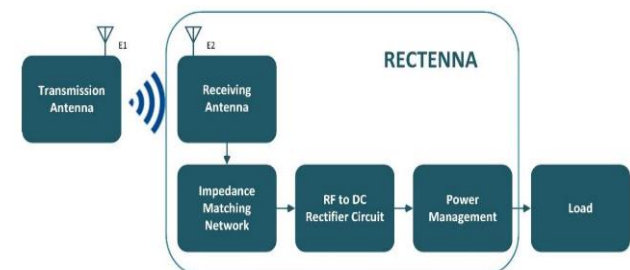 E1
E2
RECTENNA
Transmission
Antenna
Receiving
Antenna
Impedance
Matching
Network
RF to DC
Rectifier Circuit
Power
Management
Load